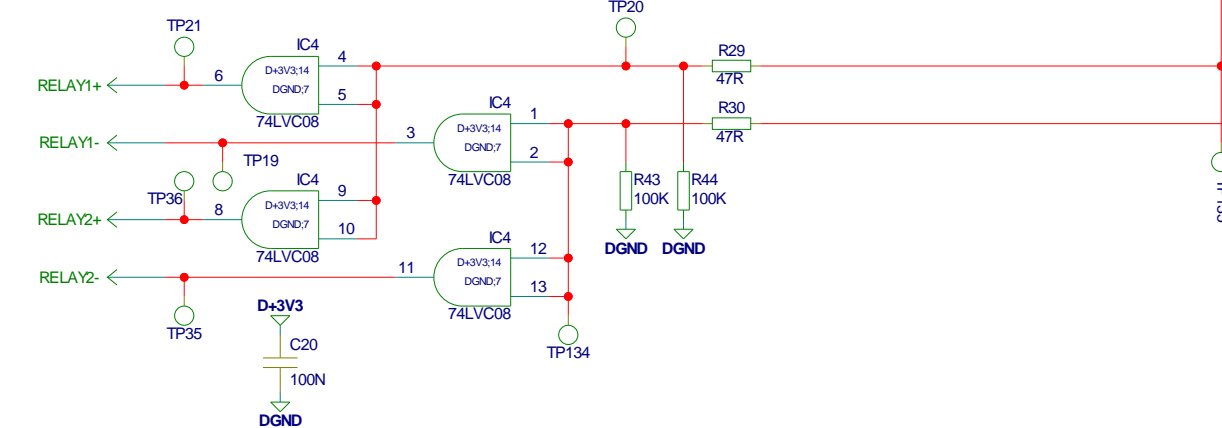 TP21
TP20
IC4
4
R29
RELAY1+
6
D+3V3;14
DGND;7
47R
5
IC4
1
R30
74LVC08
D+3V3;14
RELAY1-
3
DGND;7
47R
2
TP19
74LVC08
TP36
IC4
9
R43
R44
D+3V3;14
100K
100K
RELAY2+
8
DGND;7
10
IC4
12
DGND
DGND
74LVC08
D+3V3;14
RELAY2-
11
DGND;7
13
D+3V3
74LVC08
TP35
C20
TP134
100N
DGND